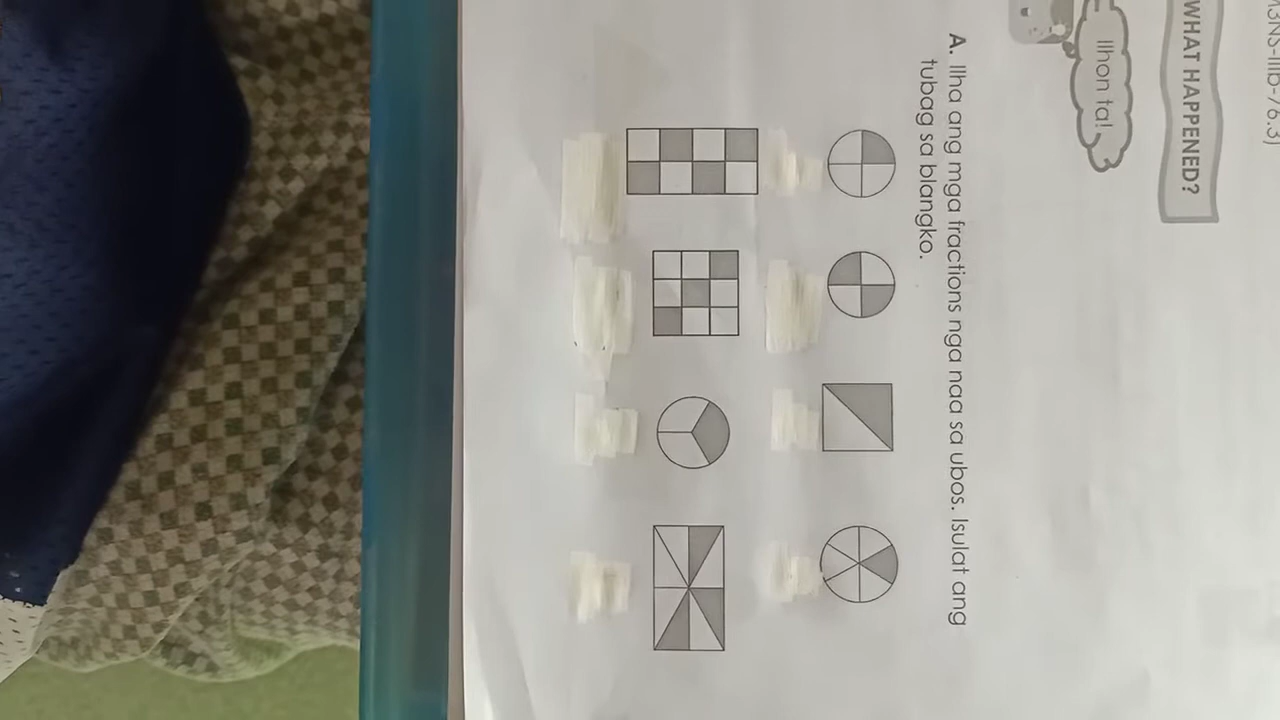 WHAT HAPPENED?
Ilhon ta!
A. Ilha ang mga fractions nga naa sa ubos. Isulat ang
tubag sa blangko.